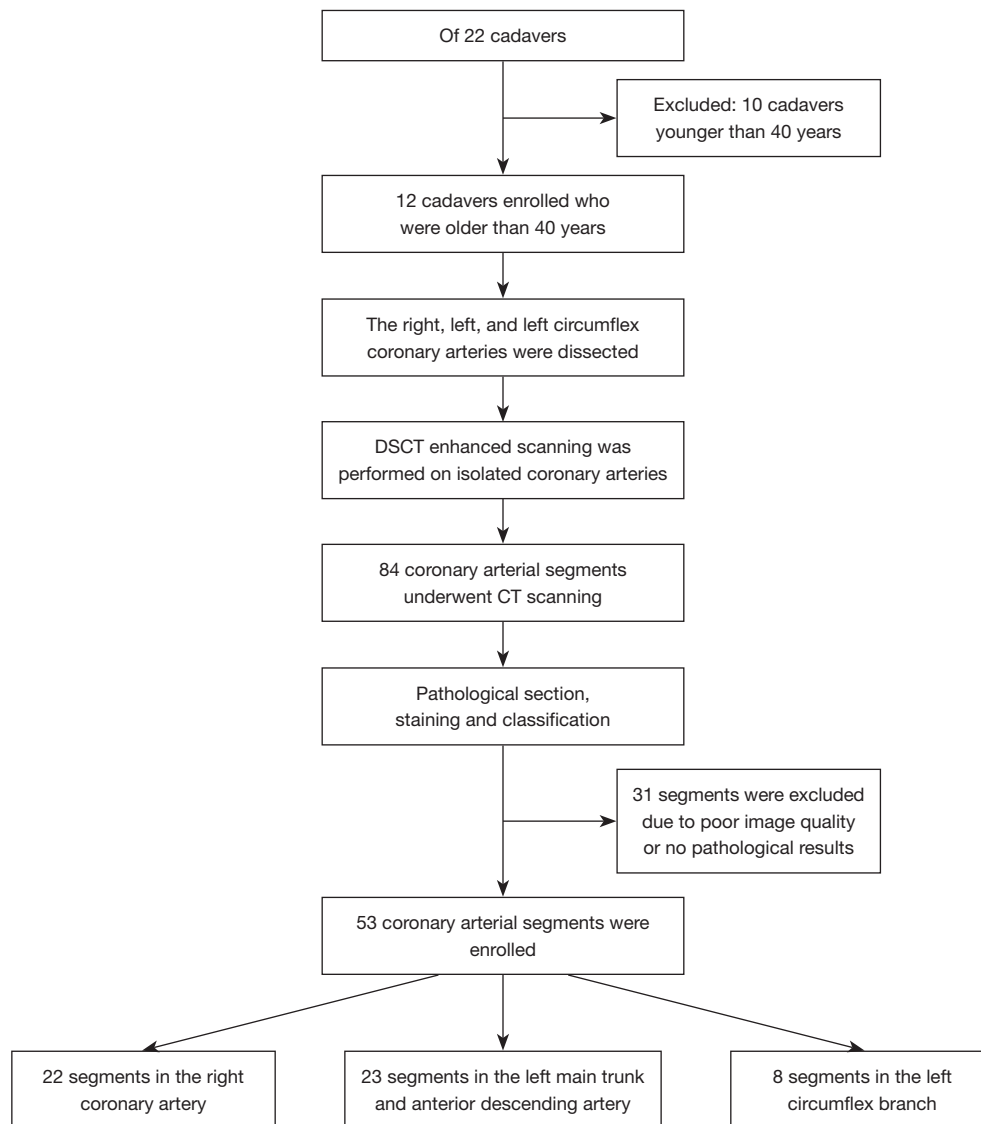 Of 22 cadavers
Excluded: 10 cadavers
younger than 40 years
12 cadavers enrolled who
were older than 40 years
The right, left, and left circumflex
coronary arteries were dissected
DSCT enhanced scanning was
performed on isolated coronary arteries
84 coronary arterial segments
underwent CT scanning
Pathological section,
staining and classification
31 segments were excluded
due to poor image quality
or no pathological results
53 coronary arterial segments were
enrolled
22 segments in the right
coronary artery
23 segments in the left main trunk
and anterior descending artery
8 segments in the left
circumflex branch